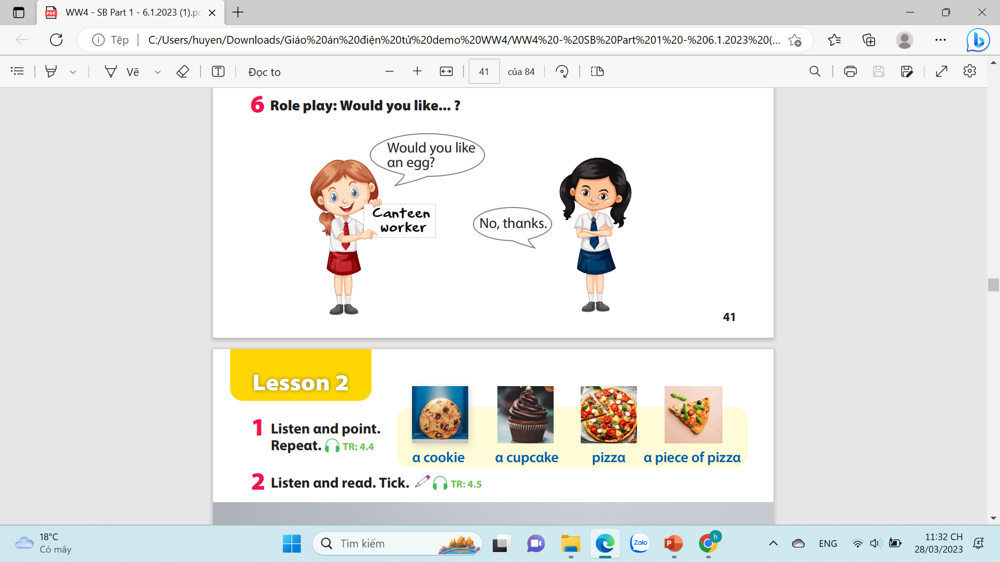 WW4 - SB Part 1 - 6.1.2023 (1).pd
Tệp
C:/Users/huyen/Downloads/Giáo%20án%20điện%20tử%20demo%20WW4/WW4%20-%20SB%20Part%201%20-%206.1.2023%20(...
Vẽ
Đọc to
41
của 84
6 Role play: Would you like... ?
Would you like
an egg?
Canteen
worker
No, thanks.
41
Lesson 2
1 Listen and point.
Repeat. TR: 4.4
a cookie
a cupcake
pizza
a piece of pizza
2 Listen and read. Tick. TR: 4.5
18°C
Có mây
Tìm kiếm
Zalo
h
ENG
11:32 CH
28/03/2023